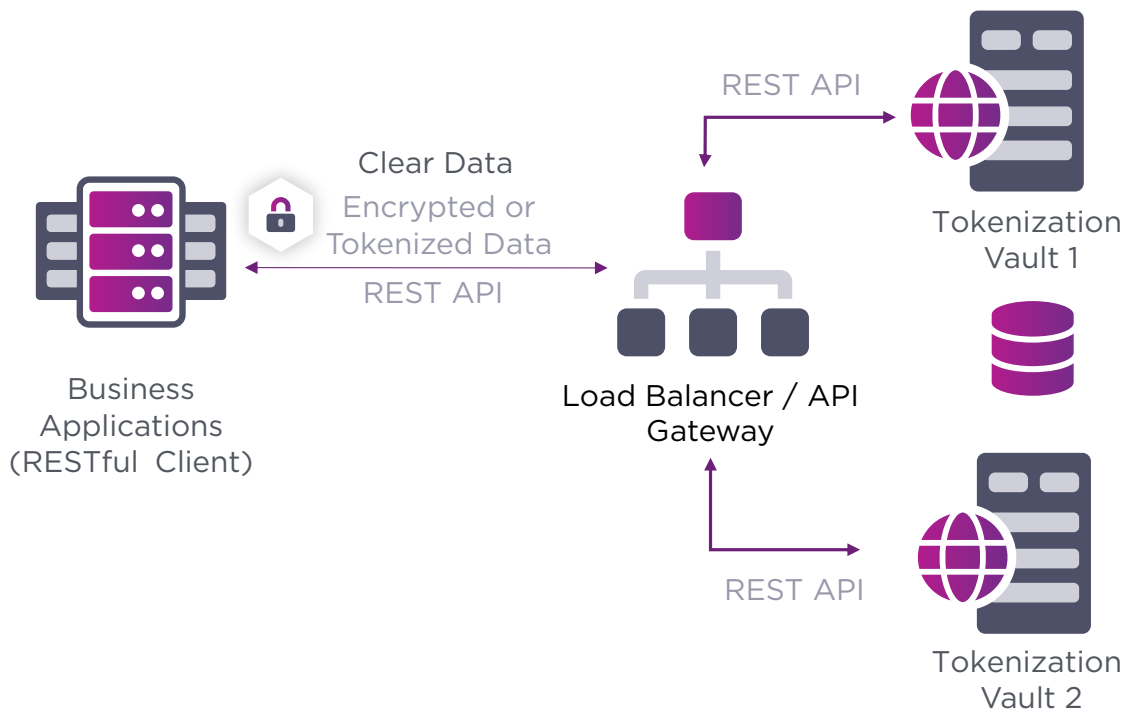 REST API
Clear Data
Encrypted or
Tokenized Data
REST API
Tokenization
Vault 1
Business
Applications
(RESTful Client)
Load Balancer / API
Gateway
REST API
Tokenization
Vault 2